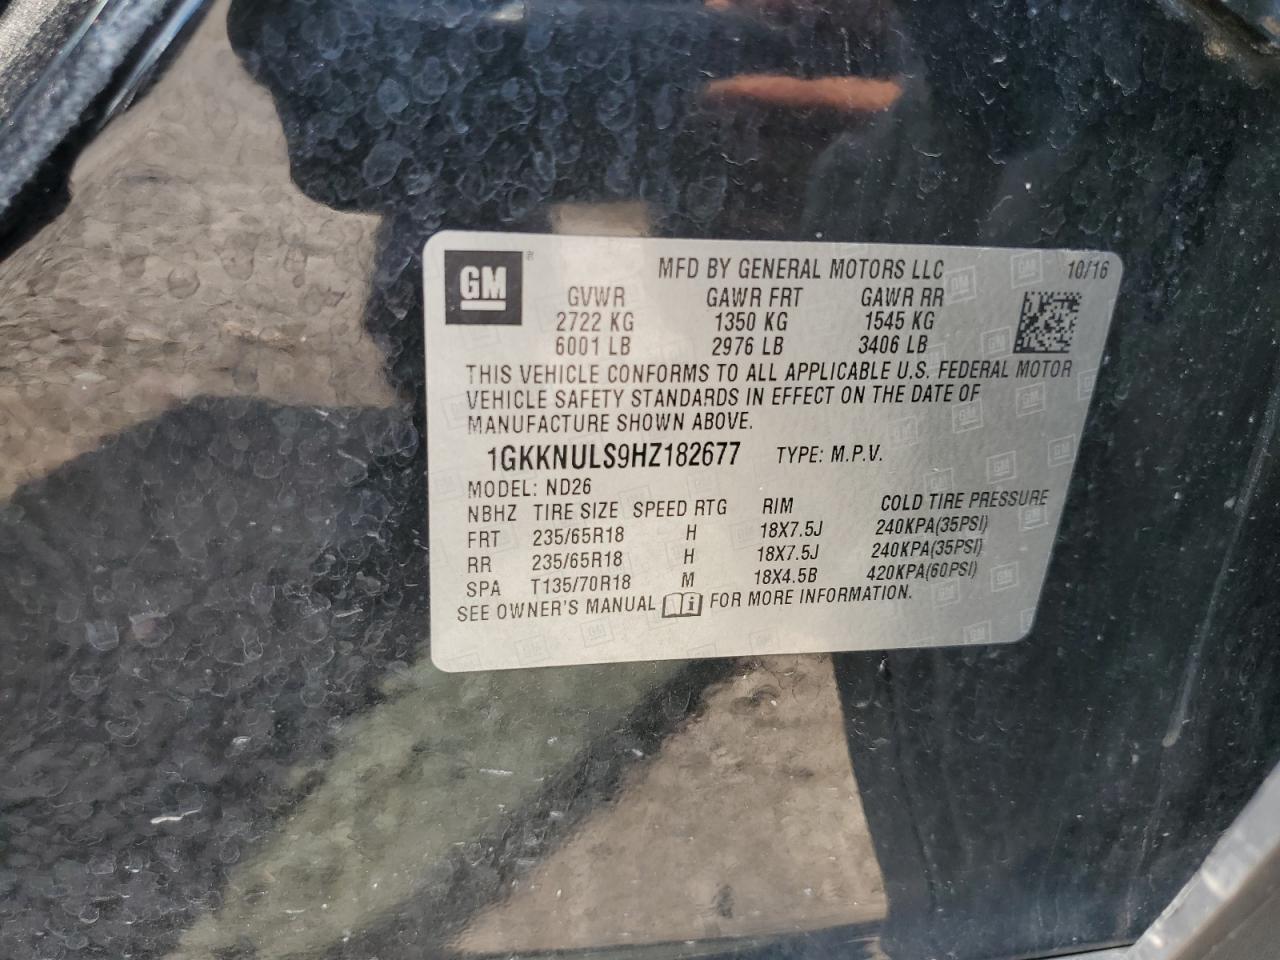 GM ® MFD BY GENERAL MOTORS LLC 10/16
GVWR GAWR FRT GAWR RR
2722 KG 1350 KG 1545 KG
6001 LB 2976 LB 3406 LB
THIS VEHICLE CONFORMS TO ALL APPLICABLE U.S. FEDERAL MOTOR
VEHICLE SAFETY STANDARDS IN EFFECT ON THE DATE OF
MANUFACTURE SHOWN ABOVE.
1GKKNULS9HZ182677 TYPE: M.P.V.
MODEL: ND26
NBHZ TIRE SIZE SPEED RTG RIM COLD TIRE PRESSURE
FRT 235/65R18 H 18X7.5J 240KPA(35PSI)
RR 235/65R18 H 18X7.5J 240KPA(35PSI)
SPA T135/70R18 M 18X4.5B 420KPA(60PSI)
SEE OWNER'S MANUAL i FOR MORE INFORMATION.